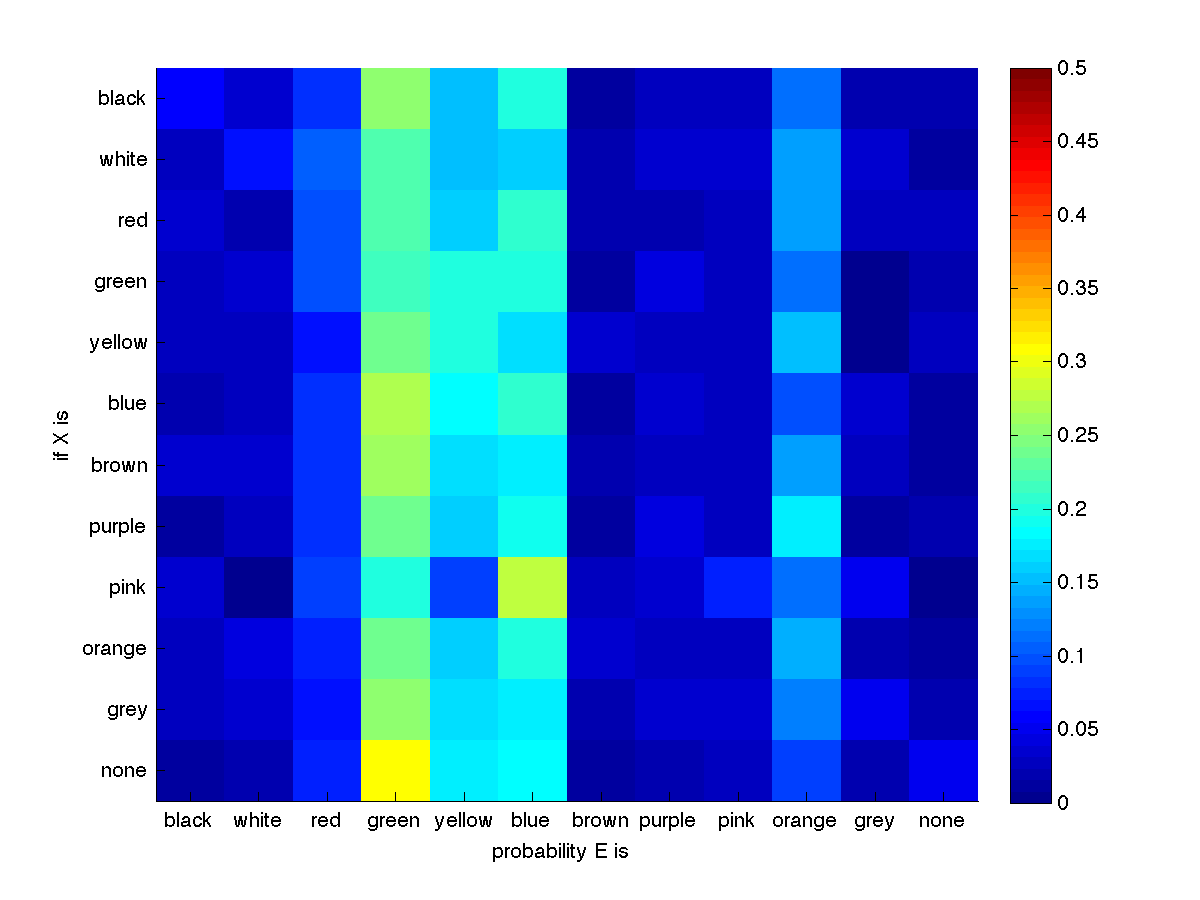 black
white
red
green
yellow
blue
brown
purple
pink
orange
grey
none
if X is
black white red green yellow blue brown purple pink orange grey none
probability E is
0.5
0.45
0.4
0.35
0.3
0.25
0.2
0.15
0.1
0.05
0